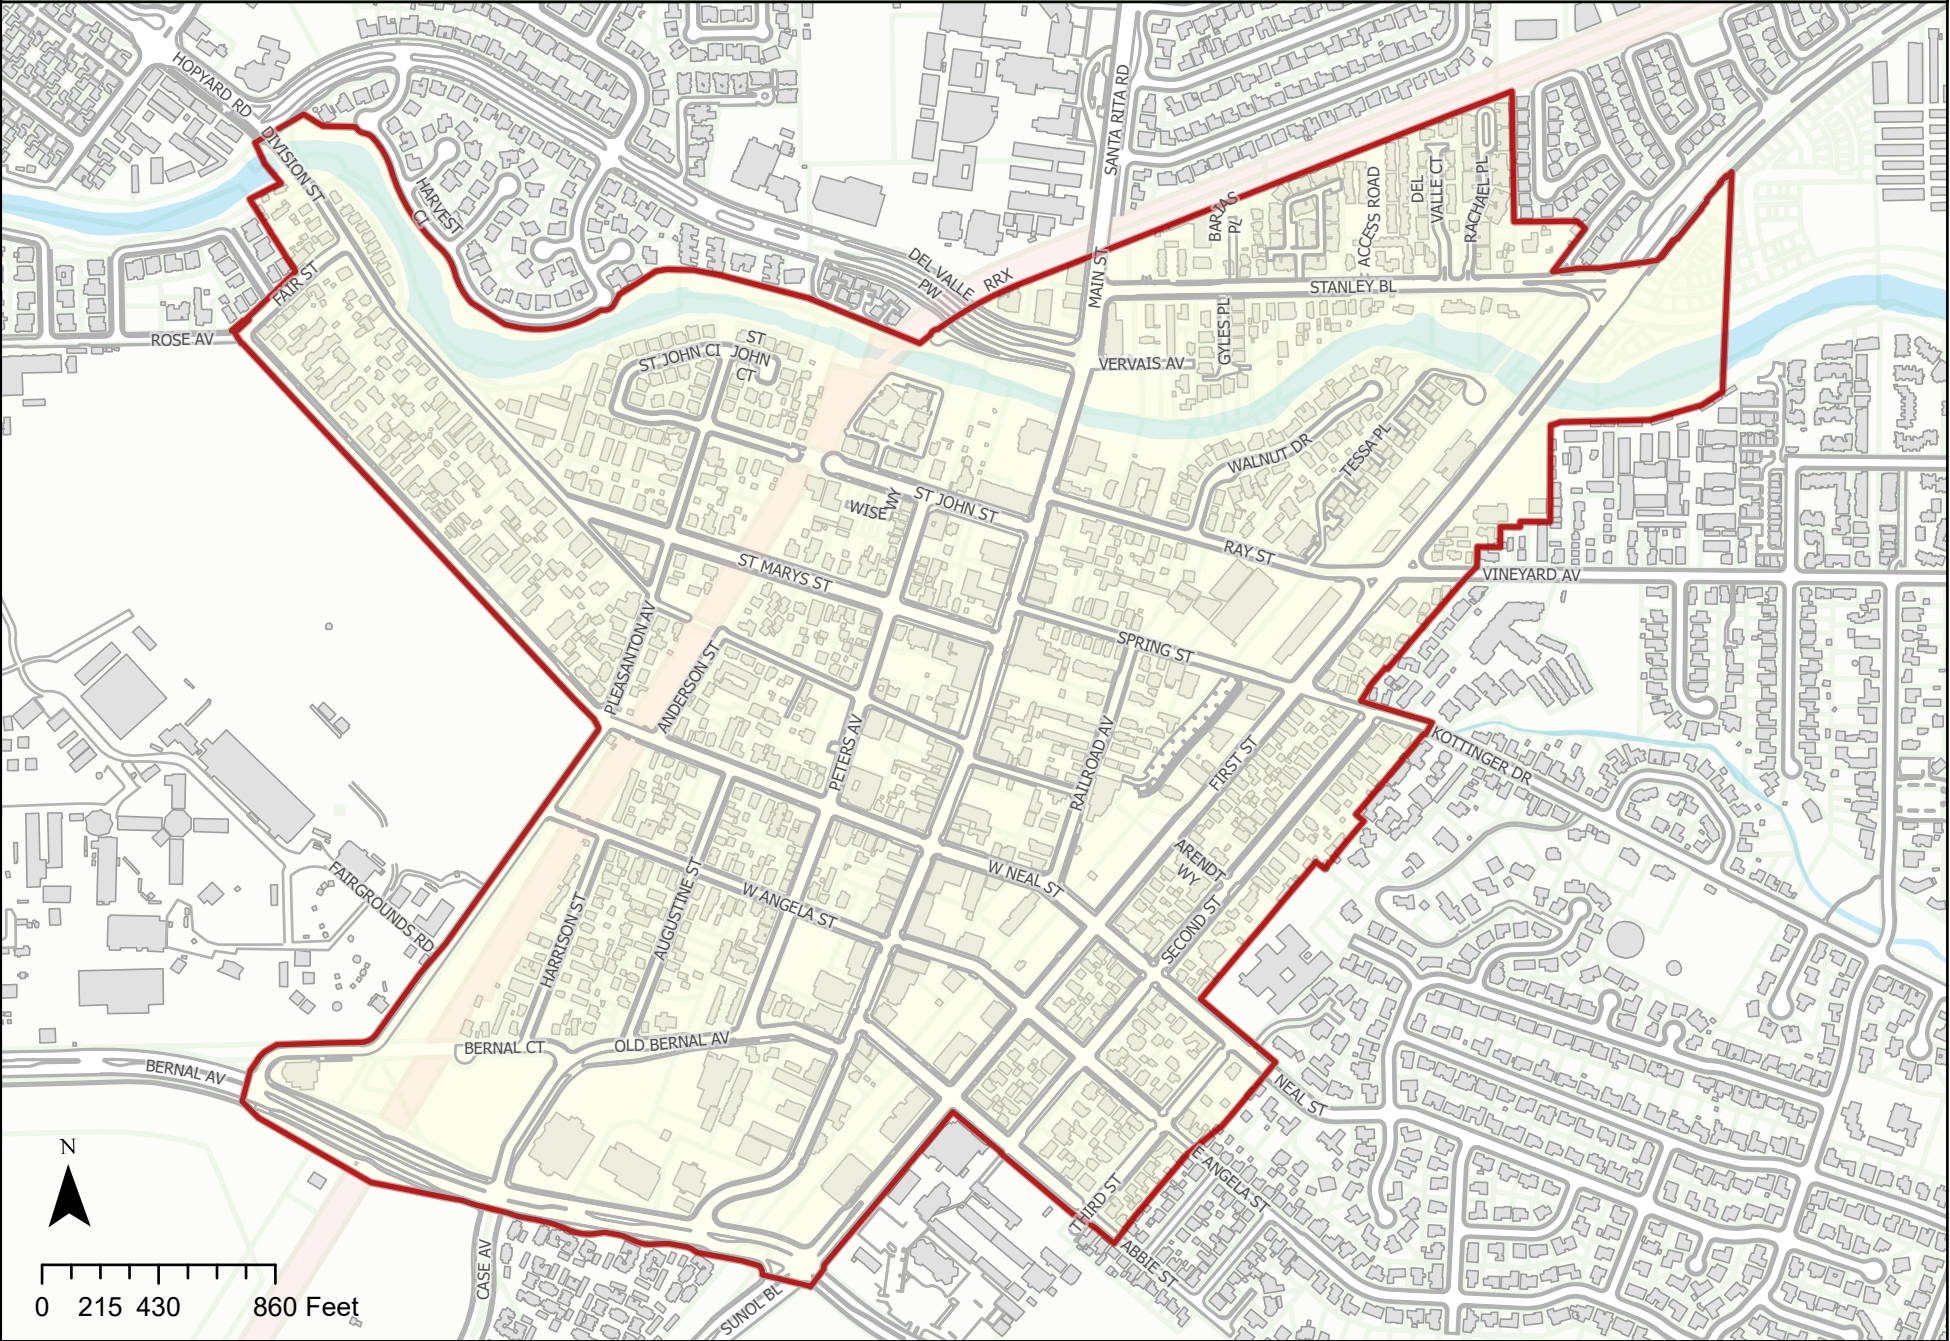 HOPYARD RD
DIVISION ST
HARVEST
CI
SANTA RITA RD
BARJAS
PL
ACCESS ROAD
DEL
VALLE CT
RACHAEL PL
DEL VALLE
PW
RRX
MAIN ST
STANLEY BL
FAIR ST
ROSE AV
ST JOHN CI
ST
JOHN
CT
GYLES PL
VERVAIS AV
WALNUT DR
TESSA PL
WISE WY
ST JOHN ST
RAY ST
VINEYARD AV
ST MARYS ST
PLEASANTON AV
ANDERSON ST
SPRING ST
PETERS AV
RAILROAD AV
FIRST ST
KOTTINGER DR
FAIRGROUNDS RD
HARRISON ST
AUGUSTINE ST
W ANGELA ST
W NEAL ST
ARENDT
WY
SECOND ST
BERNAL CT
OLD BERNAL AV
BERNAL AV
NEAL ST
E ANGELA ST
THIRD ST
ABBIE ST
CASE AV
SUNOL BL
N
0 215 430 860 Feet